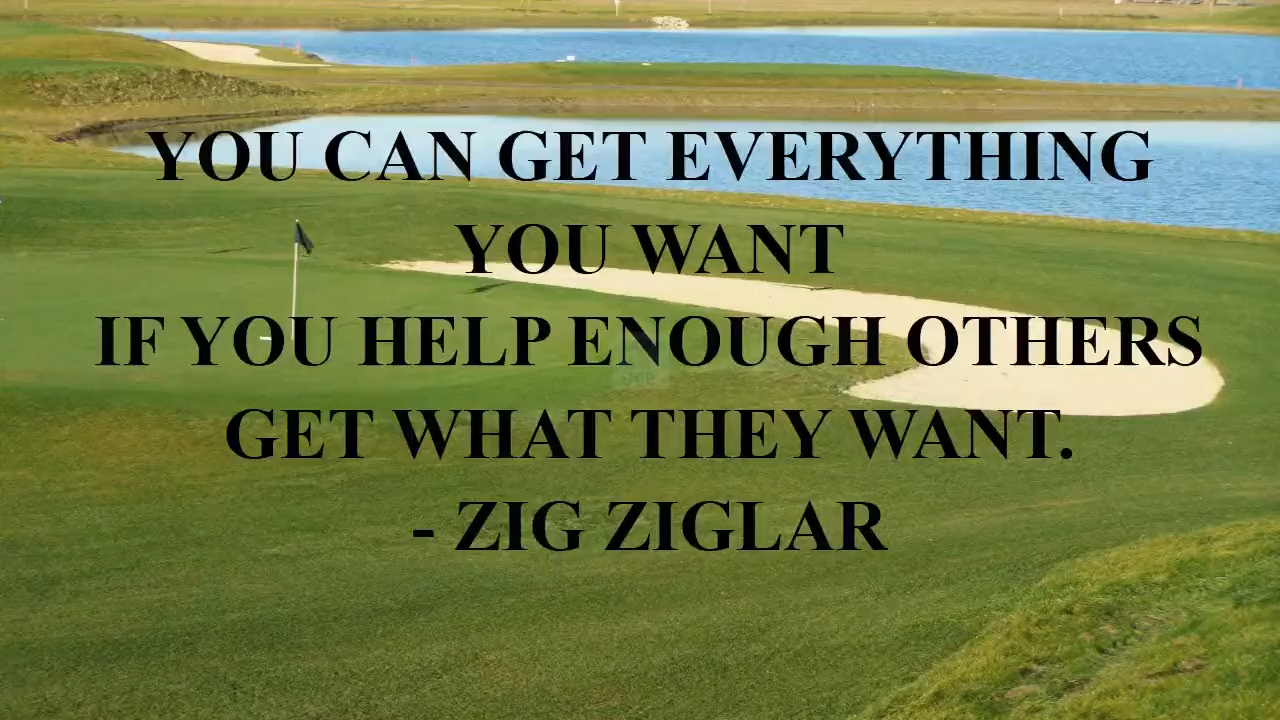 YOU CAN GET EVERYTHING
YOU WANT
IF YOU HELP ENOUGH OTHERS
GET WHAT THEY WANT.
- ZIG ZIGLAR